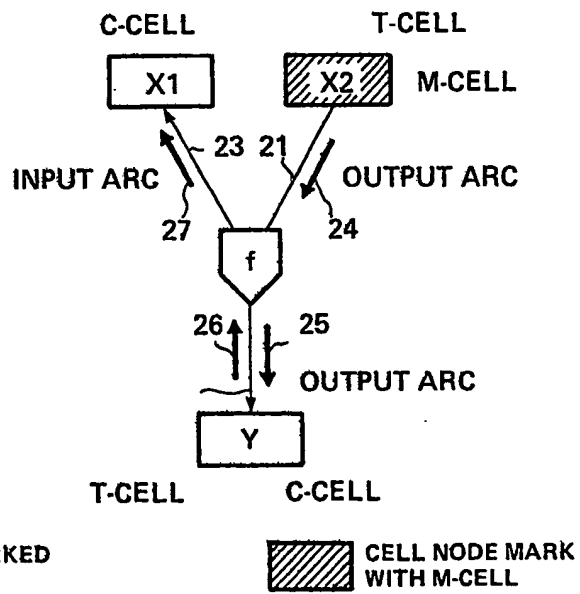 C-CELL T-CELL
X1 X2 M-CELL
23 21
INPUT ARC OUTPUT ARC
27 24
f
26 25
OUTPUT ARC
Y
T-CELL C-CELL
CELL NODE MARK
WITH M-CELL